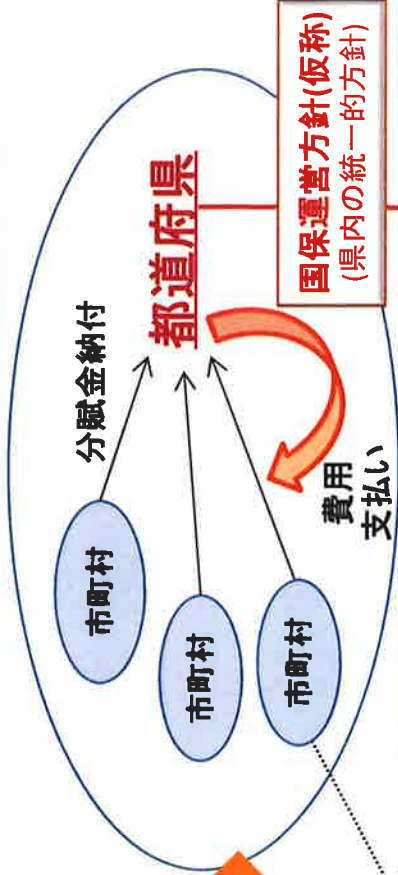 市町村
市町村
市町村
分賦金納付
都道府県
費用
支払い
国保運営方針(仮称)
(県内の統一的方針)